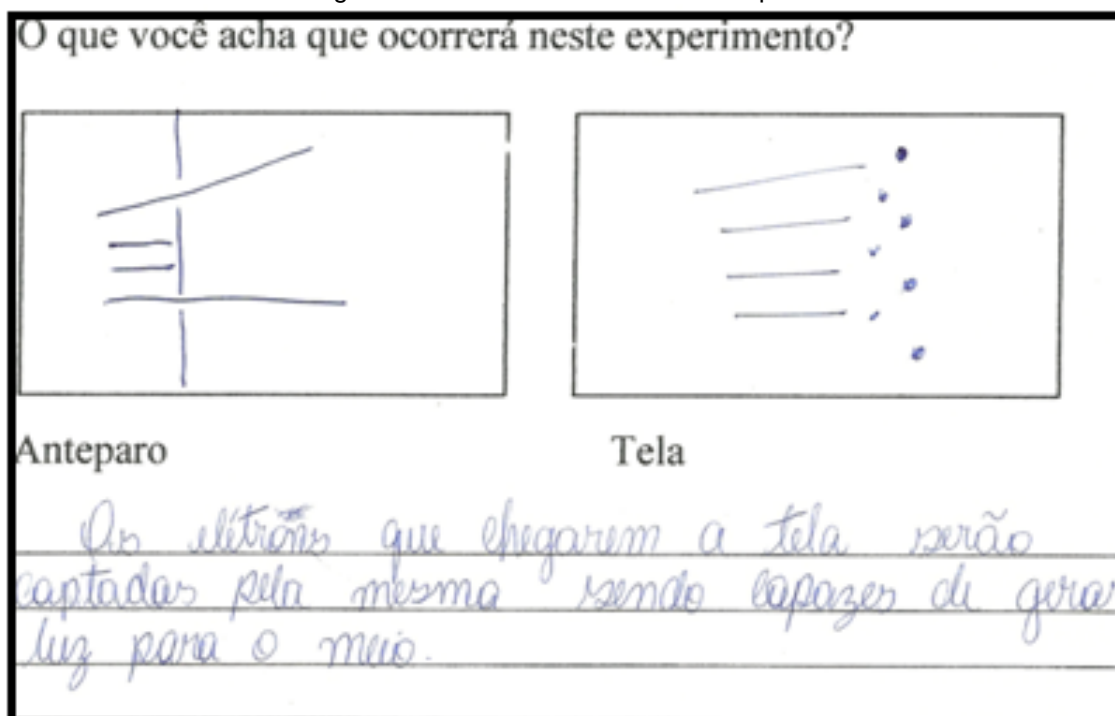 O que você acha que ocorrerá neste experimento?
Anteparo
Tela
Os elétrons que chegarem a tela serão
captadas pela mesma sendo capazes de gerar
luz para o meio.